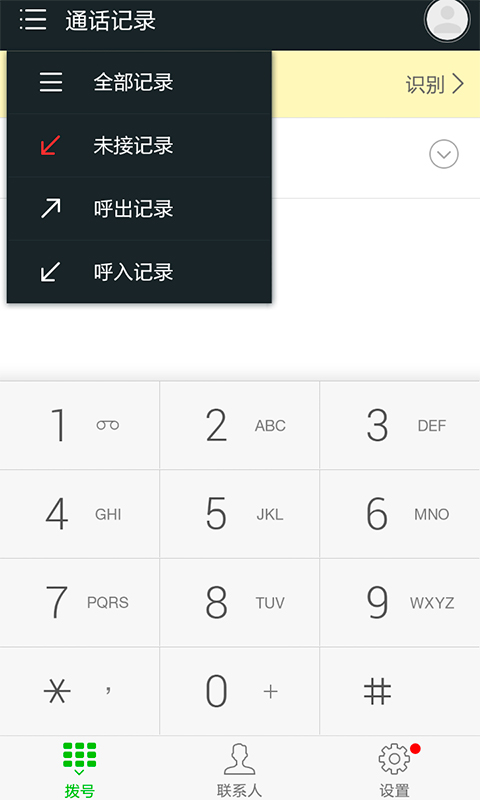 通话记录
全部记录
识别
未接记录
呼出记录
呼入记录
1
2 ABC
3 DEF
4 GHI
5 JKL
6 MNO
7 PQRS
8 TUV
9 WXYZ
* ,
0 +
#
拨号
联系人
设置